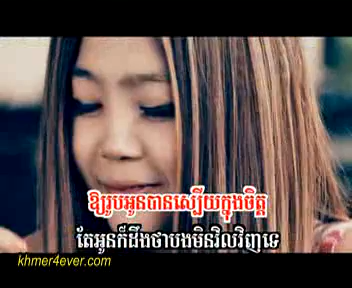 ឱ្យរូបអូនបានស្បើយក្នុងចិត្ត
តែអូនក៏ដឹងថាបងមិនវិលវិញទេ
khmer4ever.com